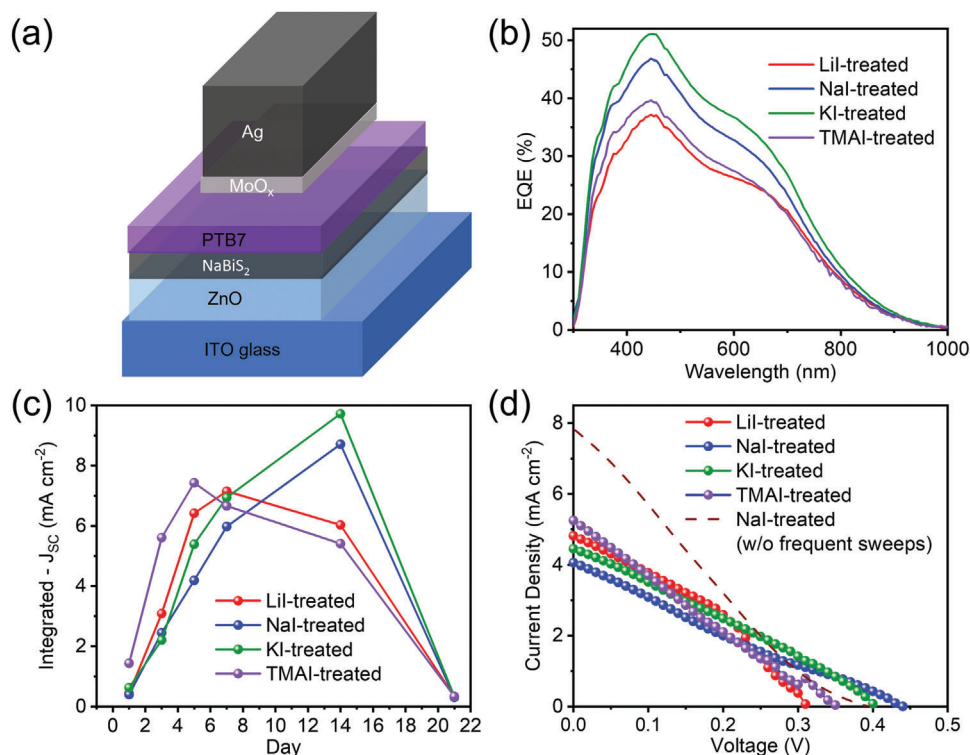 (a)
Ag
MoOₓ
PTB7
NaBiS₂
ZnO
ITO glass
(b)
50
40
30
20
10
0
EQE (%)
LiI-treated
NaI-treated
KI-treated
TMAI-treated
400
600
800
1000
Wavelength (nm)
(c)
10
8
6
4
2
0
Integrated - J_SC (mA cm⁻²)
LiI-treated
NaI-treated
KI-treated
TMAI-treated
0 2 4 6 8 10 12 14 16 18 20 22
Day
(d)
8
6
4
2
0
Current Density (mA cm⁻²)
LiI-treated
NaI-treated
KI-treated
TMAI-treated
NaI-treated
(w/o frequent sweeps)
0.0 0.1 0.2 0.3 0.4 0.5
Voltage (V)